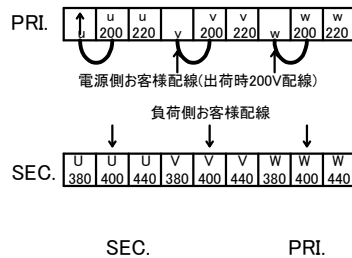 PRI. u u 200 u 220 v v 200 v 220 w w 200 w 220
電源側お客様配線(出荷時200V配線)
負荷側お客様配線
SEC. U 380 U 400 U 440 V 380 V 400 V 440 W 380 W 400 W 440
SEC. PRI.